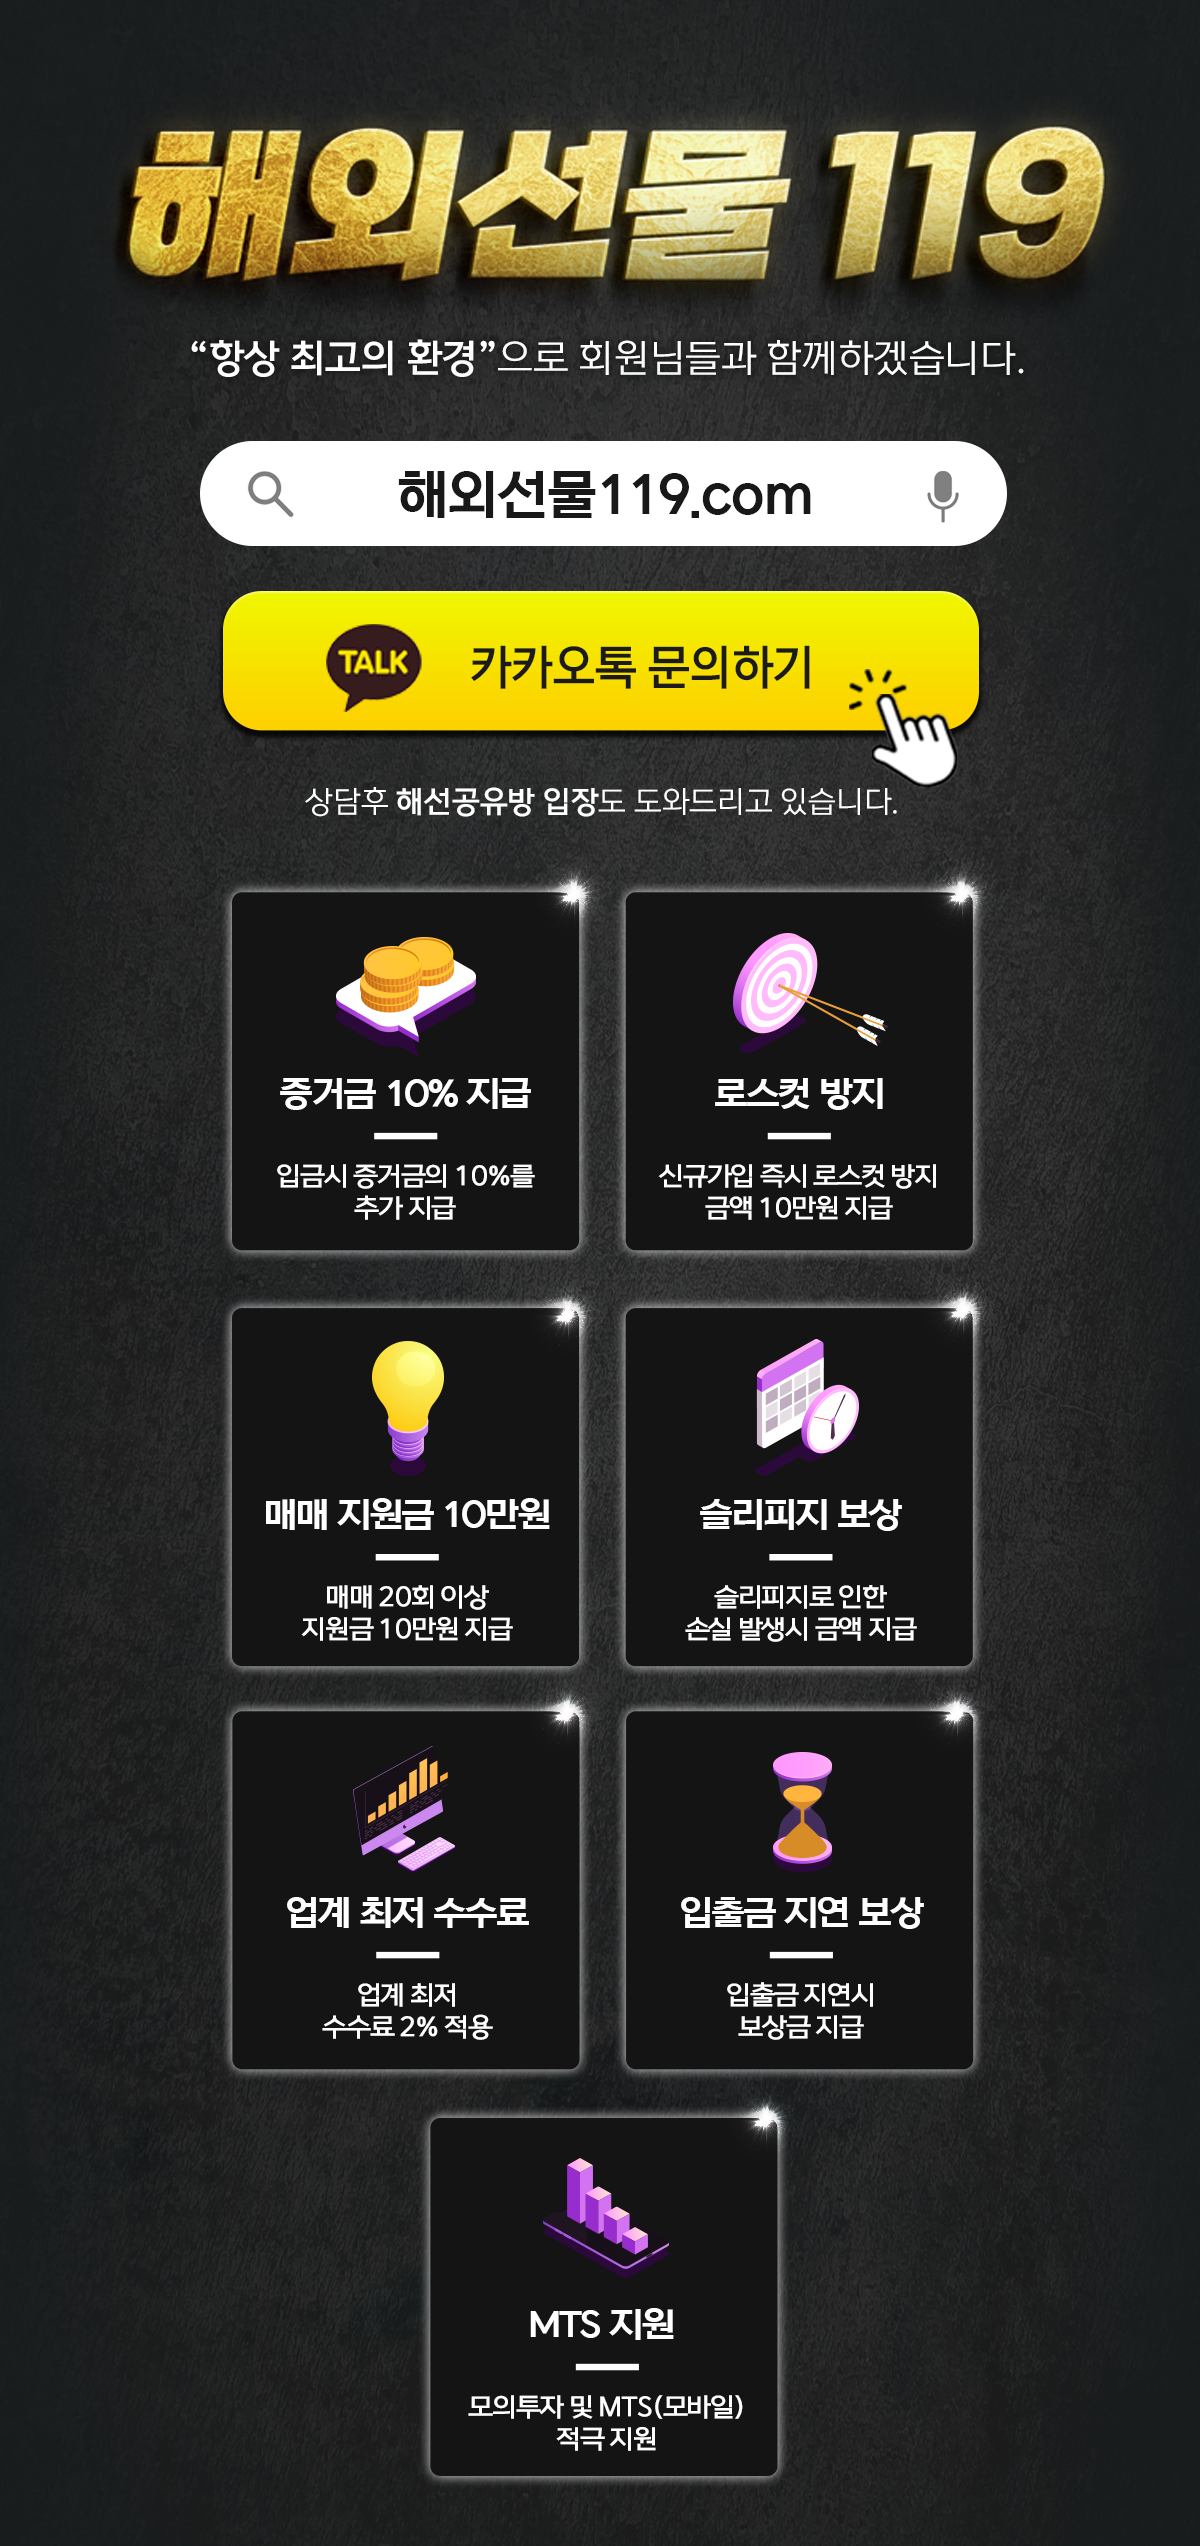 해외선물 119
“항상 최고의 환경”으로 회원님들과 함께하겠습니다.
해외선물119.com
TALK
카카오톡 문의하기
상담후 해선공유방 입장도 도와드리고 있습니다.
증거금 10% 지급
입금시 증거금의 10%를
추가 지급
로스컷 방지
신규가입 즉시 로스컷 방지
금액 10만원 지급
매매 지원금 10만원
매매 20회 이상
지원금 10만원 지급
슬리피지 보상
슬리피지로 인한
손실 발생시 금액 지급
업계 최저 수수료
업계 최저
수수료 2% 적용
입출금 지연 보상
입출금 지연시
보상금 지급
MTS 지원
모의투자 및 MTS(모바일)
적극 지원